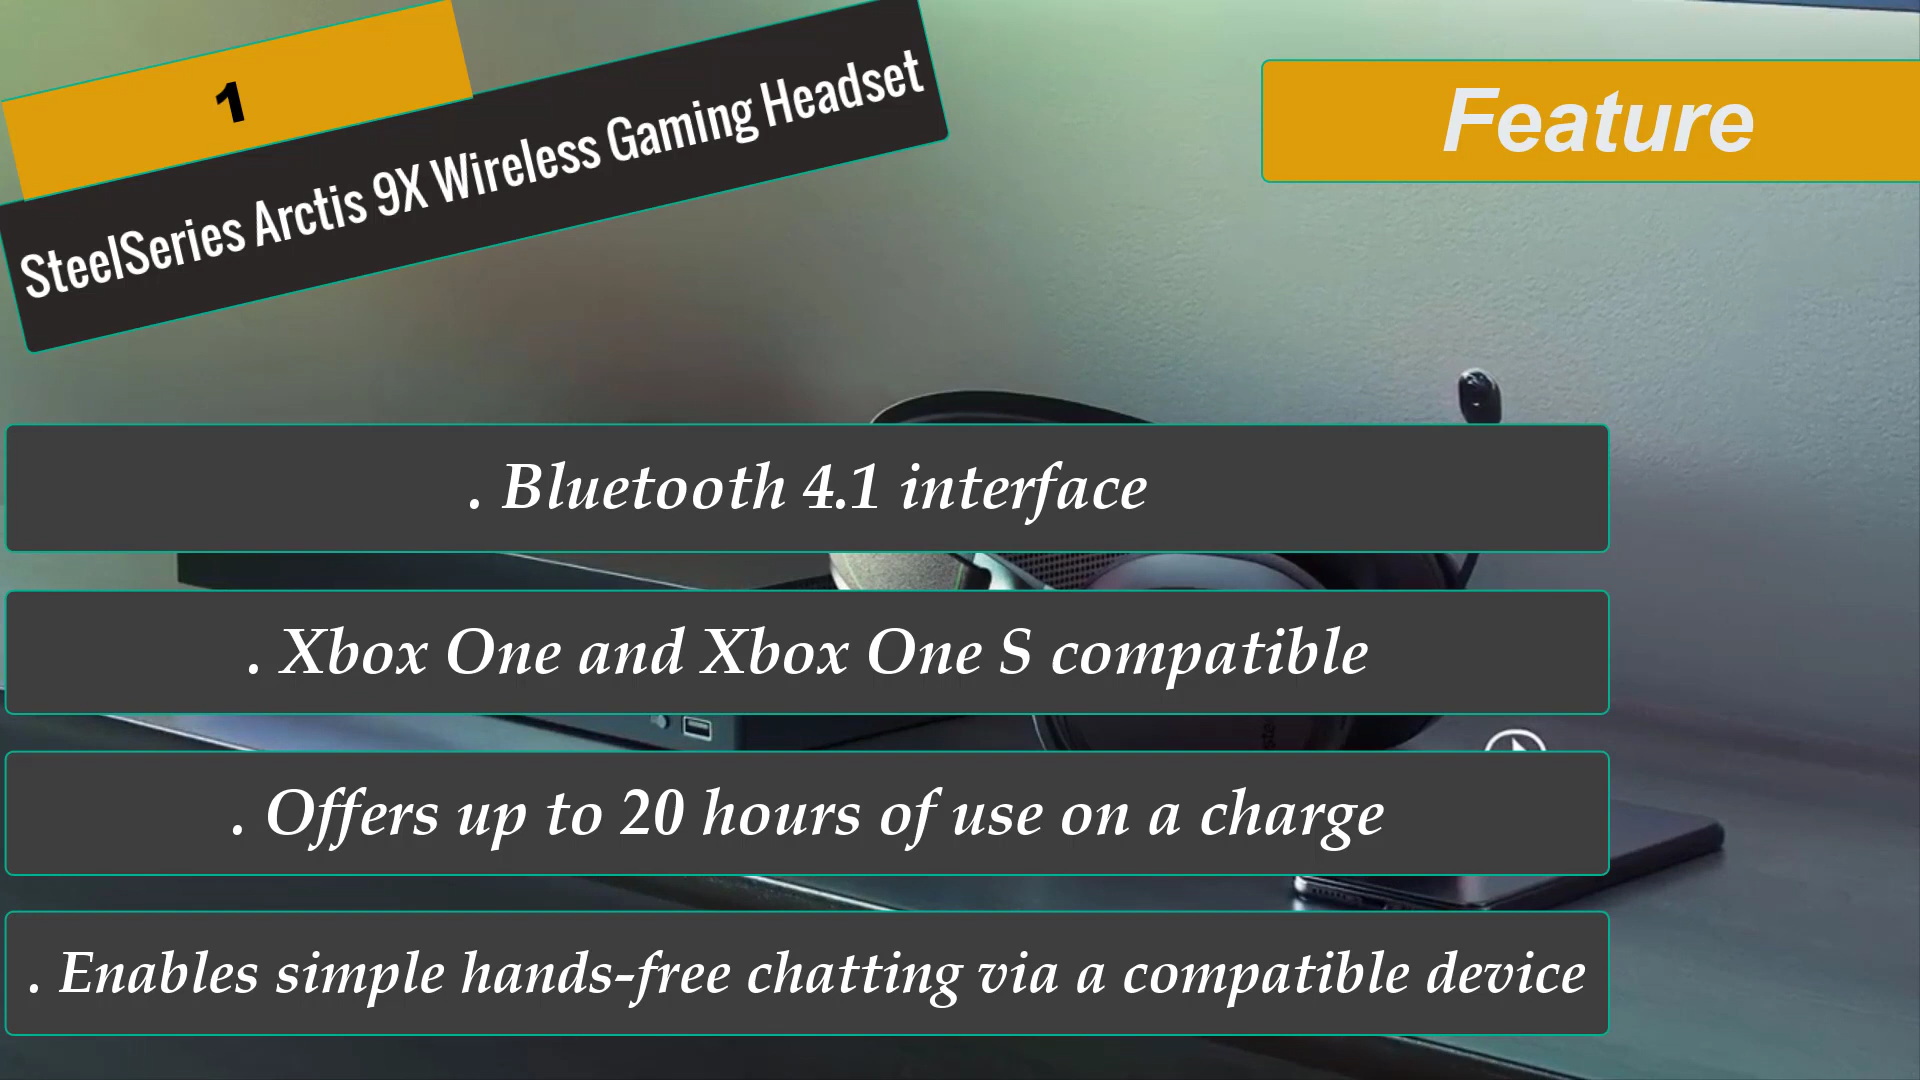 1
SteelSeries Arctis 9X Wireless Gaming Headset
Feature
. Bluetooth 4.1 interface
. Xbox One and Xbox One S compatible
. Offers up to 20 hours of use on a charge
. Enables simple hands-free chatting via a compatible device